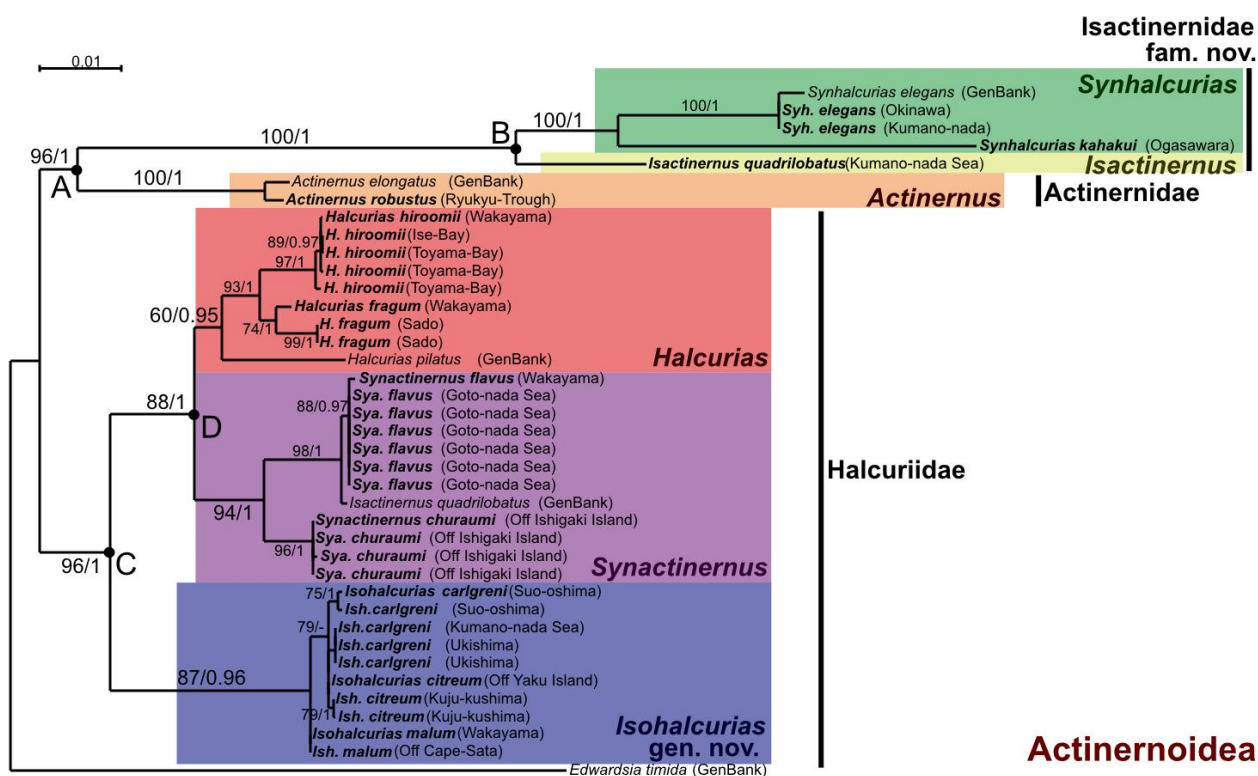 Isactinernidae
fam. nov.
0.01
Synhalcurias
Synhalcurias elegans (GenBank)
100/1
Syh. elegans (Okinawa)
100/1
B
Syh. elegans (Kumano-nada)
100/1
Synhalcurias kahakui (Ogasawara)
96/1
Isactinernus quadrilobatus(Kumano-nada Sea)
Isactinernus
A
100/1
Actinernus elongatus (GenBank)
Actinernidae
Actinernus robustus (Ryukyu-Trough)
Actinernus
Halcurias hiroomii (Wakayama)
H. hiroomii (Ise-Bay)
89/0.97
H. hiroomii (Toyama-Bay)
97/1
H. hiroomii (Toyama-Bay)
H. hiroomii (Toyama-Bay)
93/1
Halcurias fragum (Wakayama)
60/0.95
H. fragum (Sado)
74/1
99/1
H. fragum (Sado)
Halcurias pilatus (GenBank)
Halcurias
Synactinernus flavus (Wakayama)
Sya. flavus (Goto-nada Sea)
88/0.97
88/1
Sya. flavus (Goto-nada Sea)
D
Sya. flavus (Goto-nada Sea)
98/1
Sya. flavus (Goto-nada Sea)
Sya. flavus (Goto-nada Sea)
Halcuriidae
Sya. flavus (Goto-nada Sea)
Isactinernus quadrilobatus (GenBank)
94/1
Synactinernus churaumi (Off Ishigaki Island)
Sya. churaumi (Off Ishigaki Island)
96/1
Sya. churaumi (Off Ishigaki Island)
96/1
C
Sya. churaumi (Off Ishigaki Island)
Synactinernus
75/1
Isohalcurias carlgreni (Suo-oshima)
Ish.carlgreni (Suo-oshima)
79/-
Ish.carlgreni (Kumano-nada Sea)
Ish.carlgreni (Ukishima)
Ish.carlgreni (Ukishima)
87/0.96
Isohalcurias citreum (Off Yaku Island)
Ish. citreum (Kuju-kushima)
79/1
Ish. citreum (Kuju-kushima)
Isohalcurias malum (Wakayama)
Ish. malum (Off Cape-Sata)
Isohalcurias
gen. nov.
Actinernoidea
Edwardsia timida (GenBank)